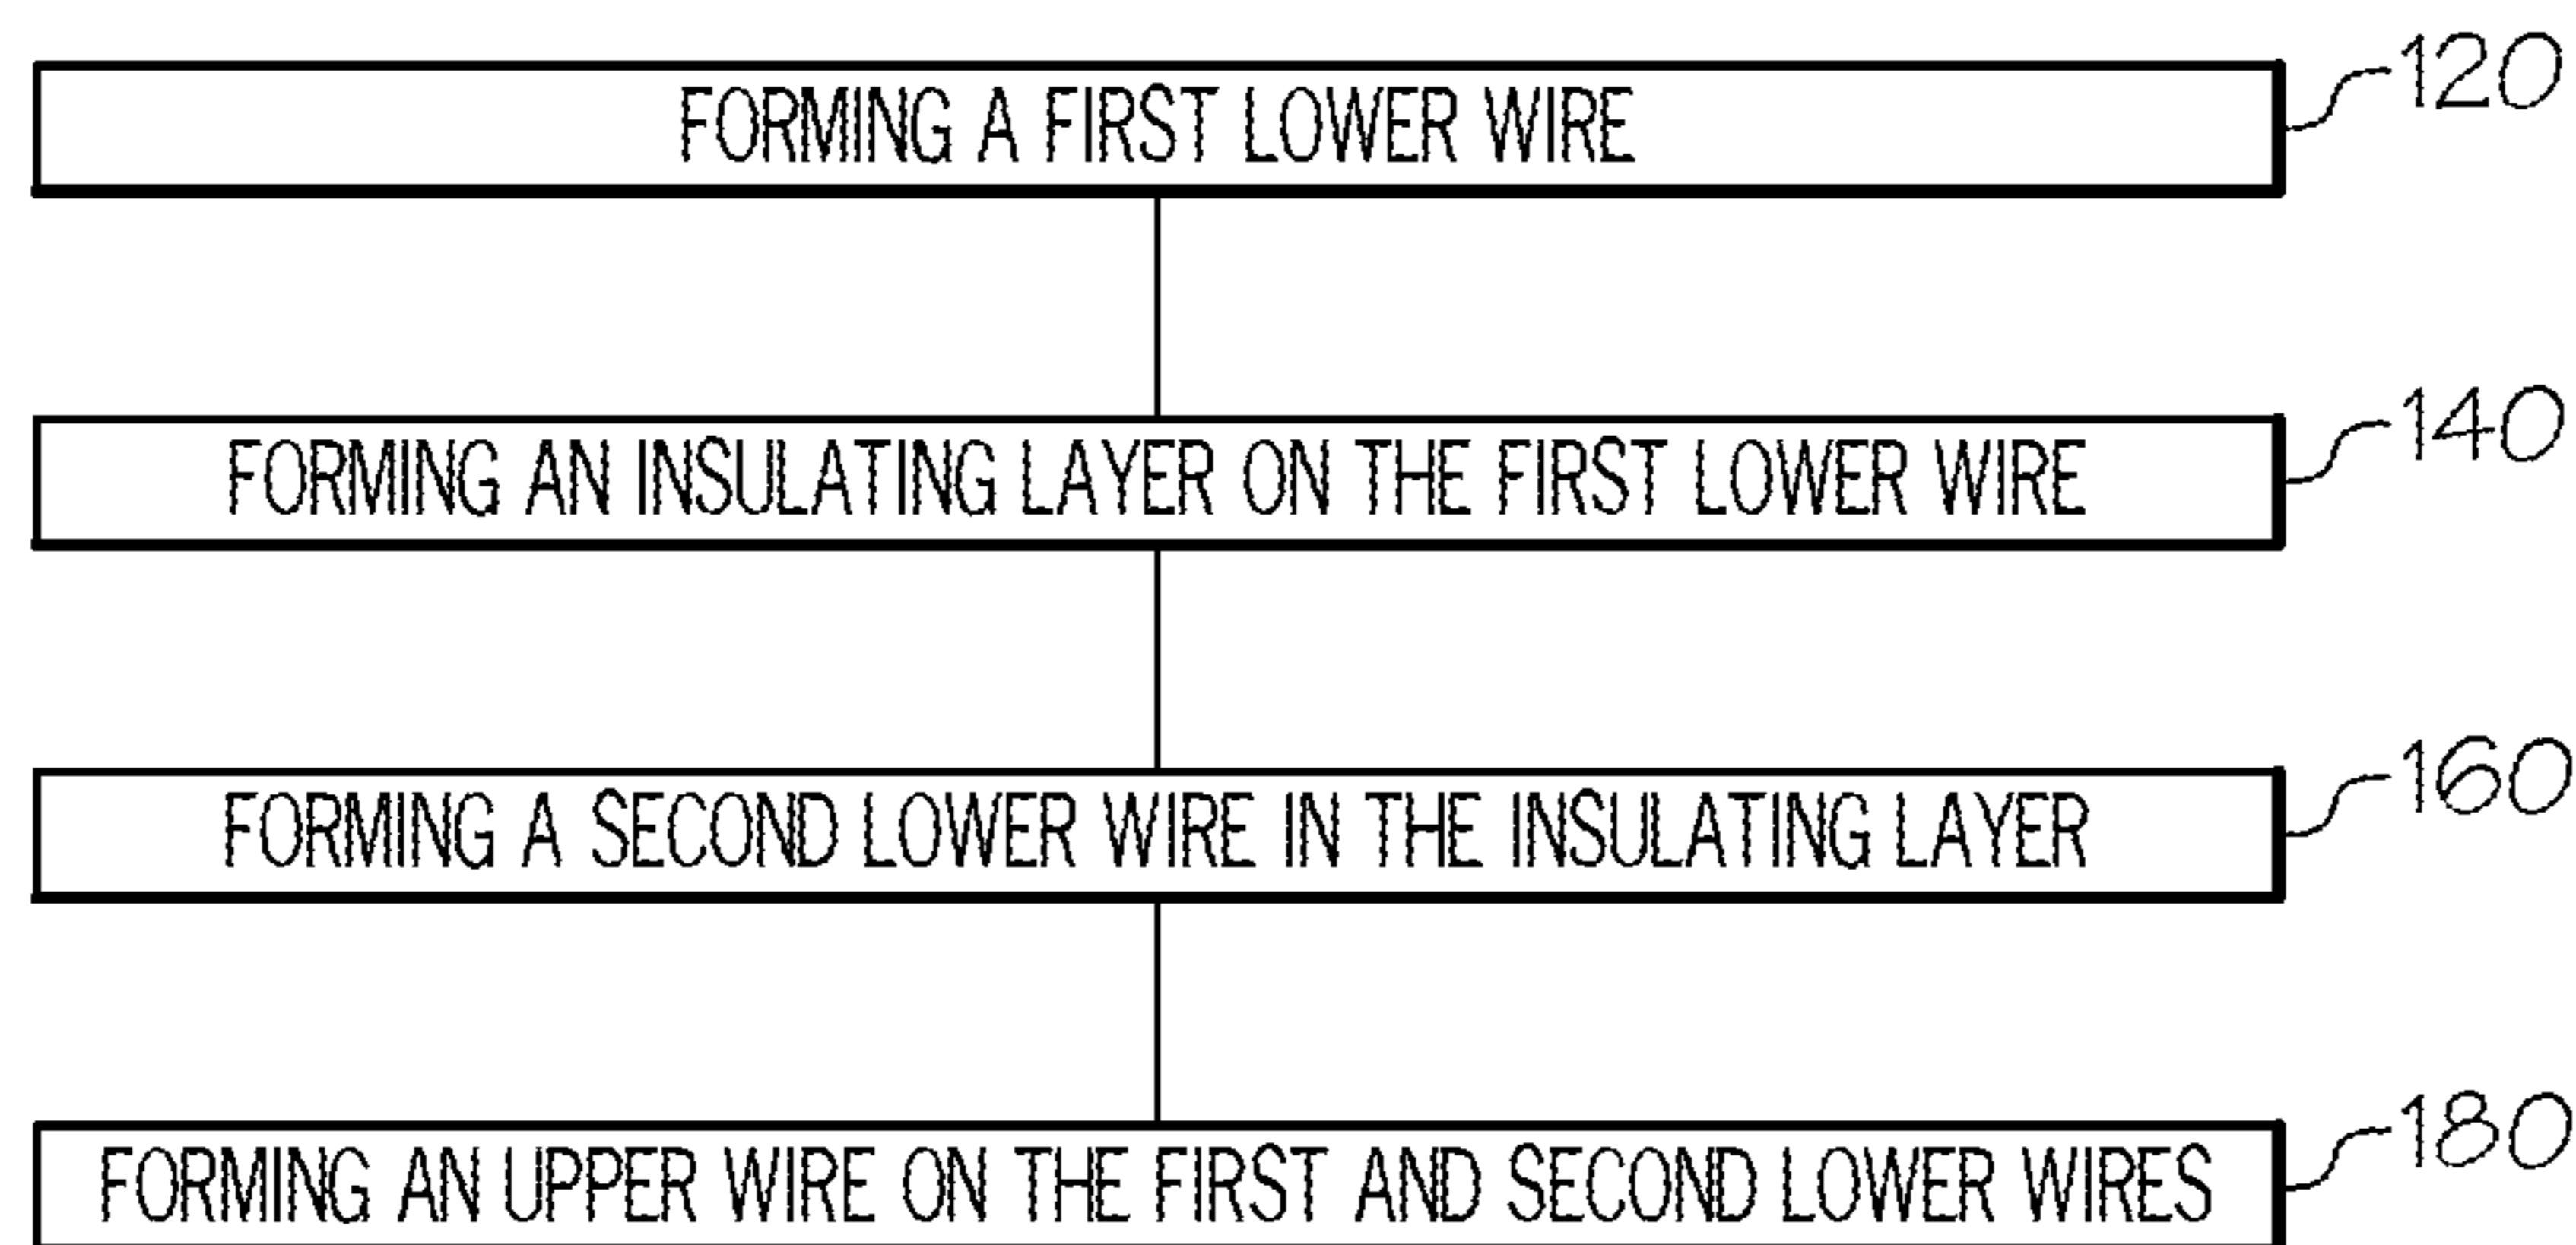 FORMING A FIRST LOWER WIRE 120
FORMING AN INSULATING LAYER ON THE FIRST LOWER WIRE 140
FORMING A SECOND LOWER WIRE IN THE INSULATING LAYER 160
FORMING AN UPPER WIRE ON THE FIRST AND SECOND LOWER WIRES 180